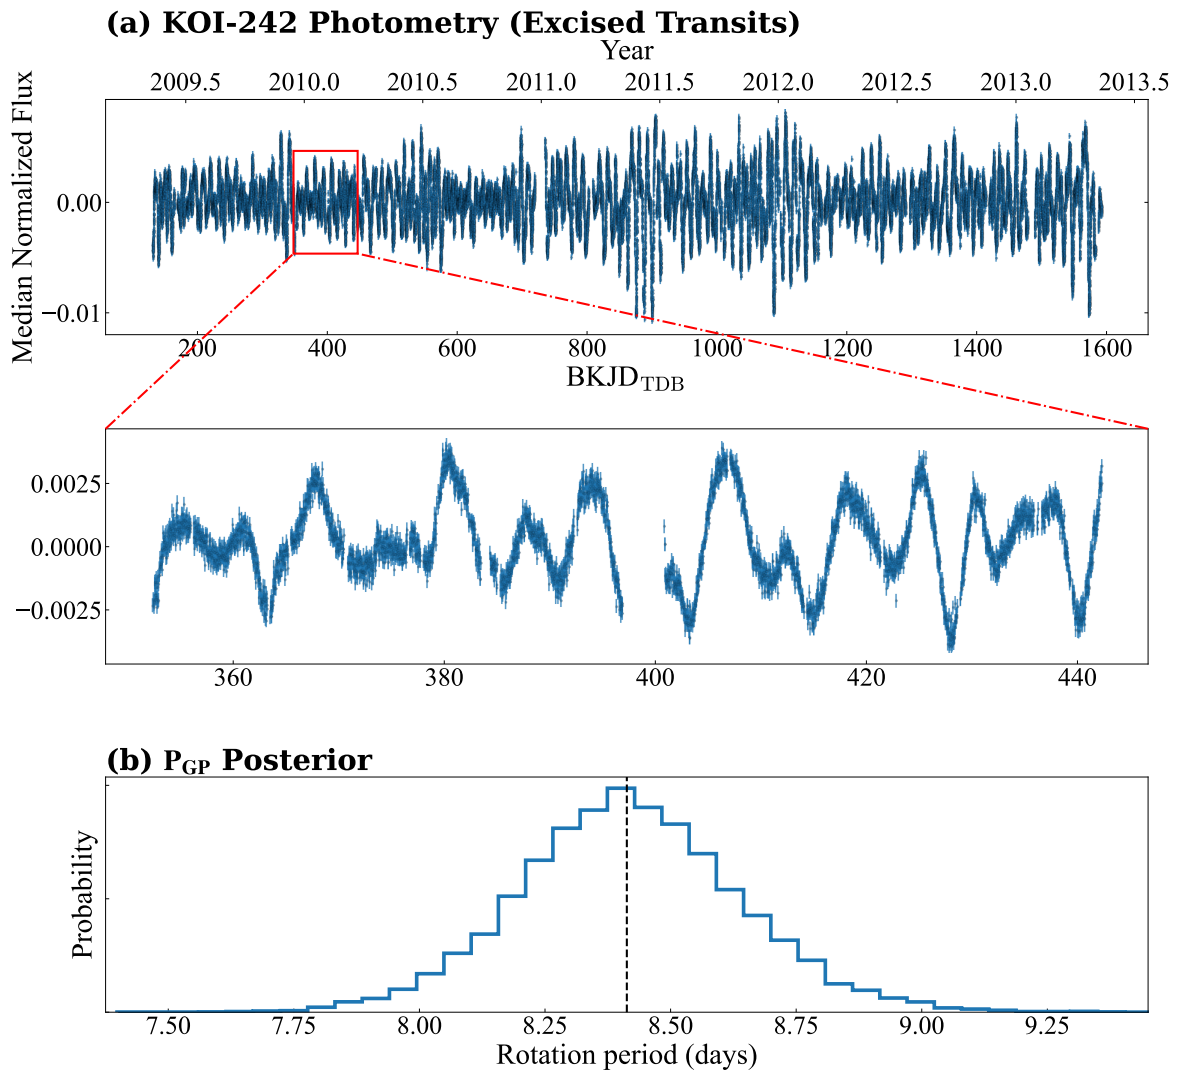 (a) KOI-242 Photometry (Excised Transits)
Year
2009.5 2010.0 2010.5 2011.0 2011.5 2012.0 2012.5 2013.0 2013.5
Median Normalized Flux
0.00
−0.01
200 400 600 800 1000 1200 1400 1600
BKJD_TDB
0.0025
0.0000
−0.0025
360 380 400 420 440
(b) P_GP Posterior
Probability
7.50 7.75 8.00 8.25 8.50 8.75 9.00 9.25
Rotation period (days)